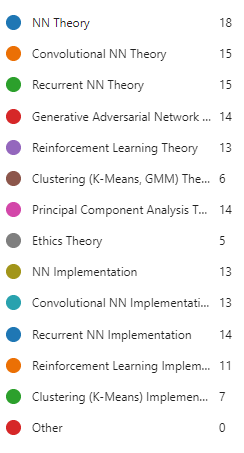 NN Theory 18
Convolutional NN Theory 15
Recurrent NN Theory 15
Generative Adversarial Network ... 14
Reinforcement Learning Theory 13
Clustering (K-Means, GMM) The... 6
Principal Component Analysis T... 14
Ethics Theory 5
NN Implementation 13
Convolutional NN Implementati... 13
Recurrent NN Implementation 14
Reinforcement Learning Implem... 11
Clustering (K-Means) Implemen... 7
Other 0